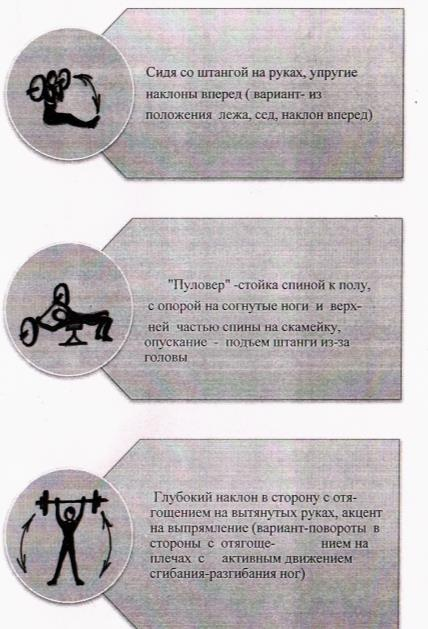 Сидя со штангой на руках, упругие
наклоны вперед ( вариант- из
положения лежа, сед, наклон вперед)
"Пуловер" -стойка спиной к полу,
с опорой на согнутые ноги и верх-
ней частью спины на скамейку,
опускание - подъем штанги из-за
головы
Глубокий наклон в сторону с отя-
гощением на вытянутых руках, акцент
на выпрямление (вариант-повороты в
стороны с отягоще- нием на
плечах с активным движением
сгибания-разгибания ног)